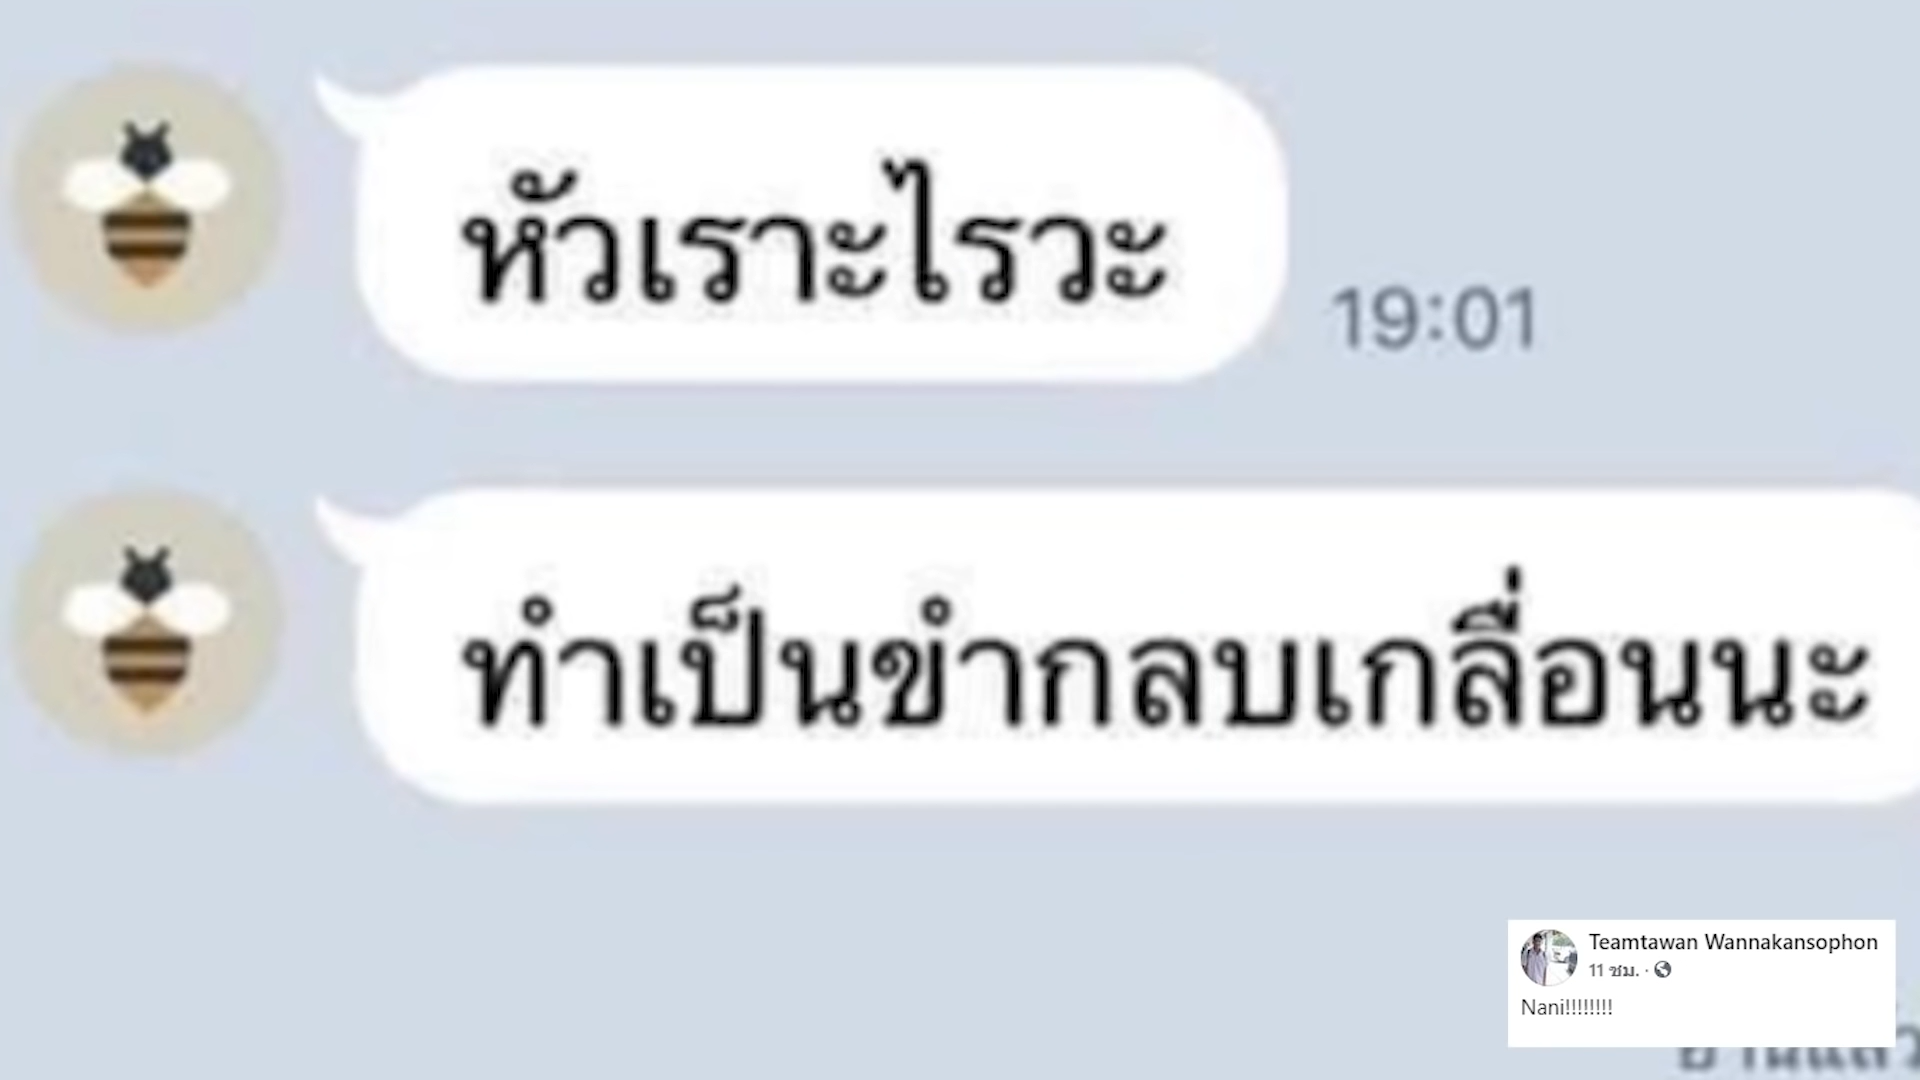 หัวเราะไรวะ
19:01
ทำเป็นขำกลบเกลื่อนนะ
Teamtawan Wannakansophon
11 ชม. ·
Nani!!!!!!!!